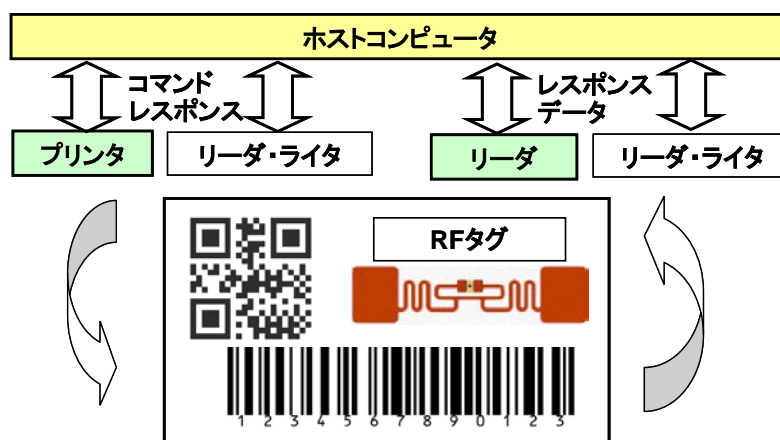 ホストコンピュータ
コマンド
レスポンス
レスポンス
データ
プリンタ
リーダ・ライタ
リーダ
リーダ・ライタ
RFタグ
1 2 3 4 5 6 7 8 9 0 1 2 3